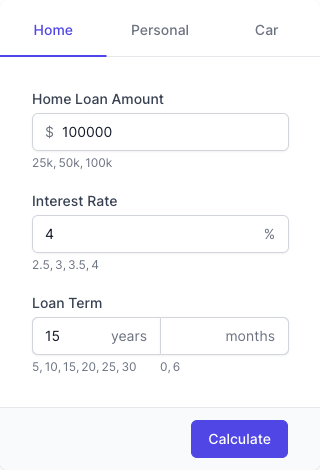 Home Personal Car
Home Loan Amount
$ 100000
25k, 50k, 100k
Interest Rate
4 %
2.5, 3, 3.5, 4
Loan Term
15 years months
5, 10, 15, 20, 25, 30 0, 6
Calculate